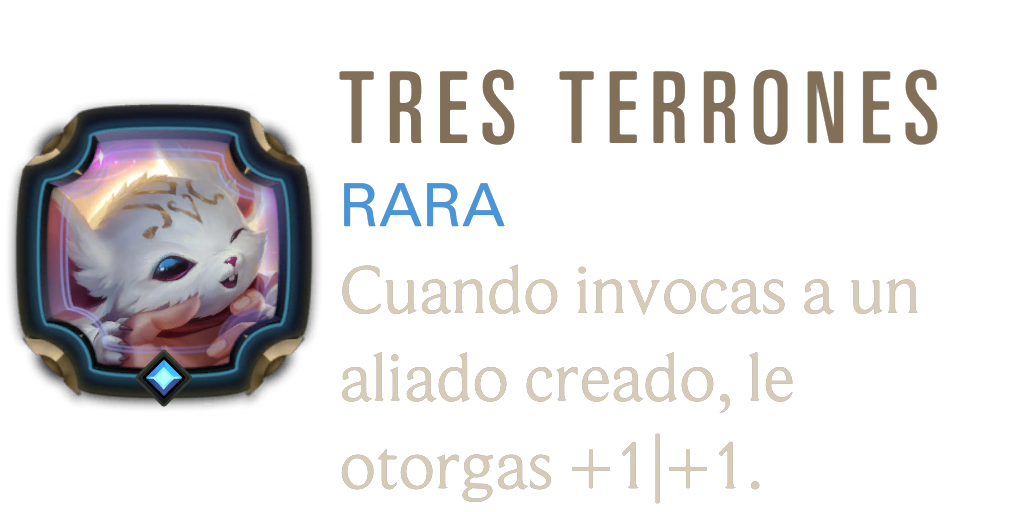 TRES TERRONES
RARA
Cuando invocas a un
aliado creado, le
otorgas +1|+1.